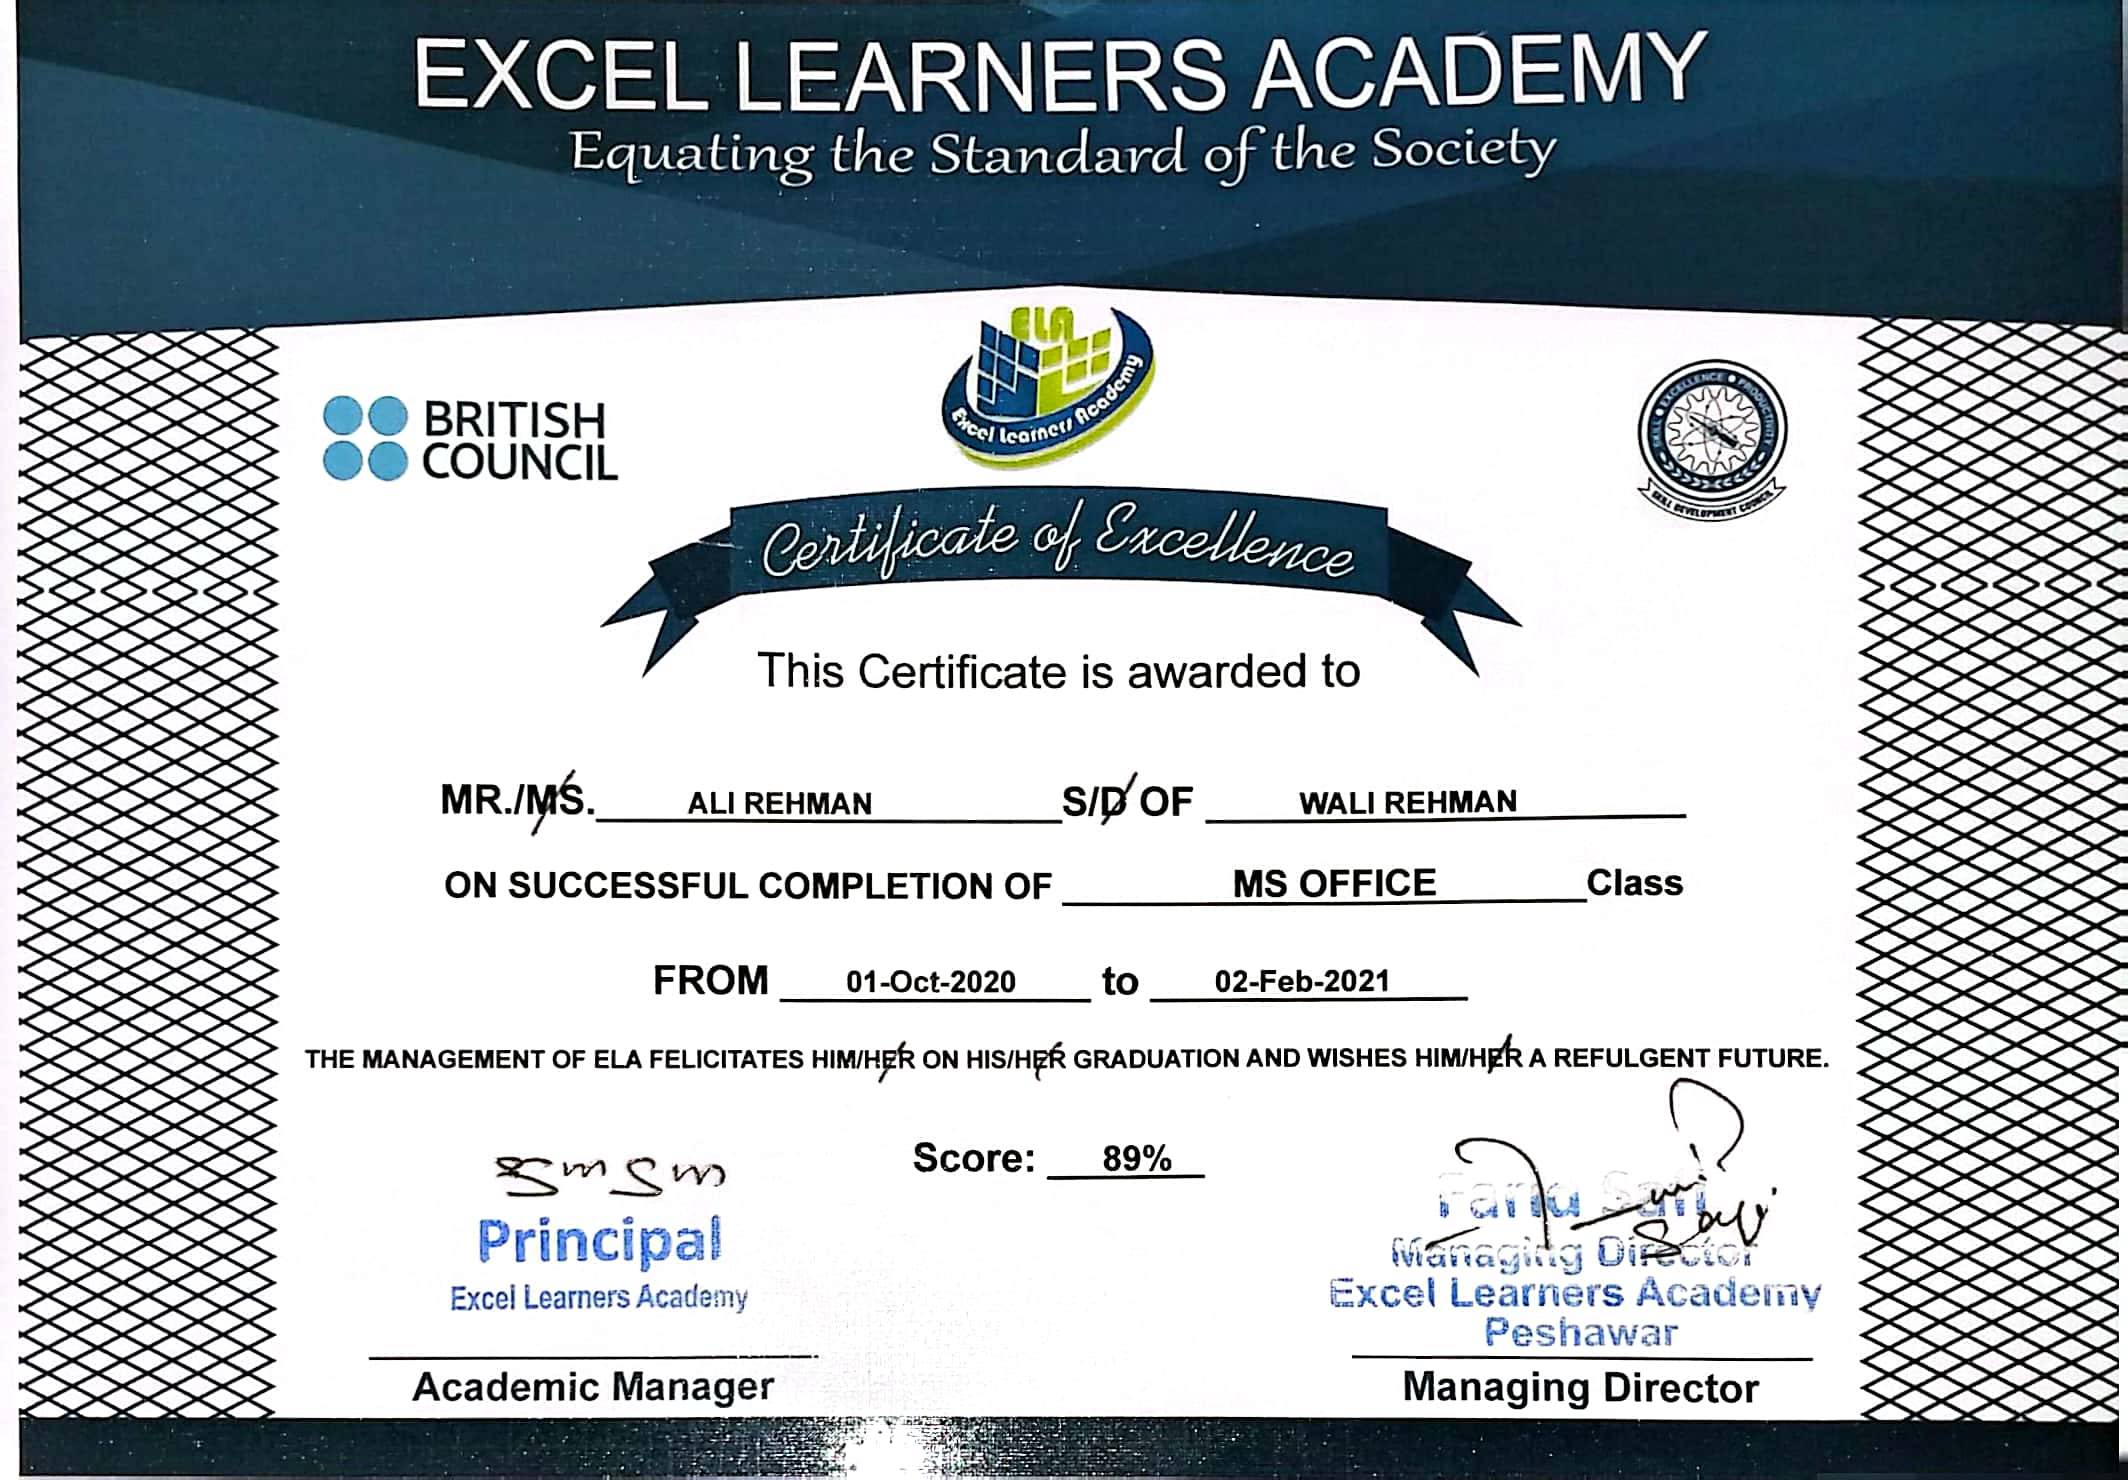 EXCEL LEARNERS ACADEMY
Equating the Standard of the Society
ELA
Excel Learners Academy
BRITISH
COUNCIL
SKILL • EXCELLENCE • PRODUCTIVITY
SKILL DEVELOPMENT COUNCIL
Certificate of Excellence
This Certificate is awarded to
MR./MS. ALI REHMAN S/D OF WALI REHMAN
ON SUCCESSFUL COMPLETION OF MS OFFICE Class
FROM 01-Oct-2020 to 02-Feb-2021
THE MANAGEMENT OF ELA FELICITATES HIM/HER ON HIS/HER GRADUATION AND WISHES HIM/HER A REFULGENT FUTURE.
Score: 89%
Principal
Excel Learners Academy
Academic Manager
Managing Director
Excel Learners Academy
Peshawar
Managing Director